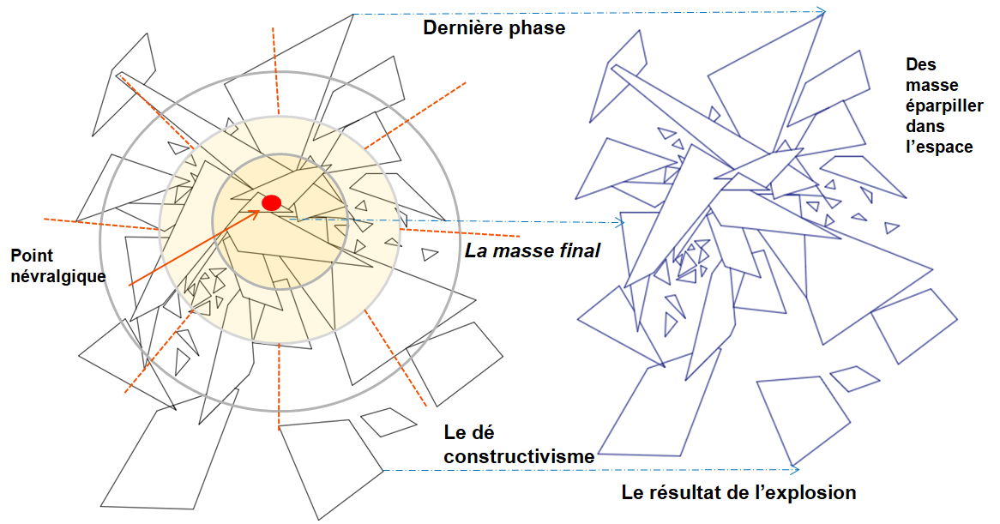 Dernière phase
Des
masse
éparpiller
dans
l’espace
Point
névralgique
La masse final
Le dé
constructivisme
Le résultat de l’explosion